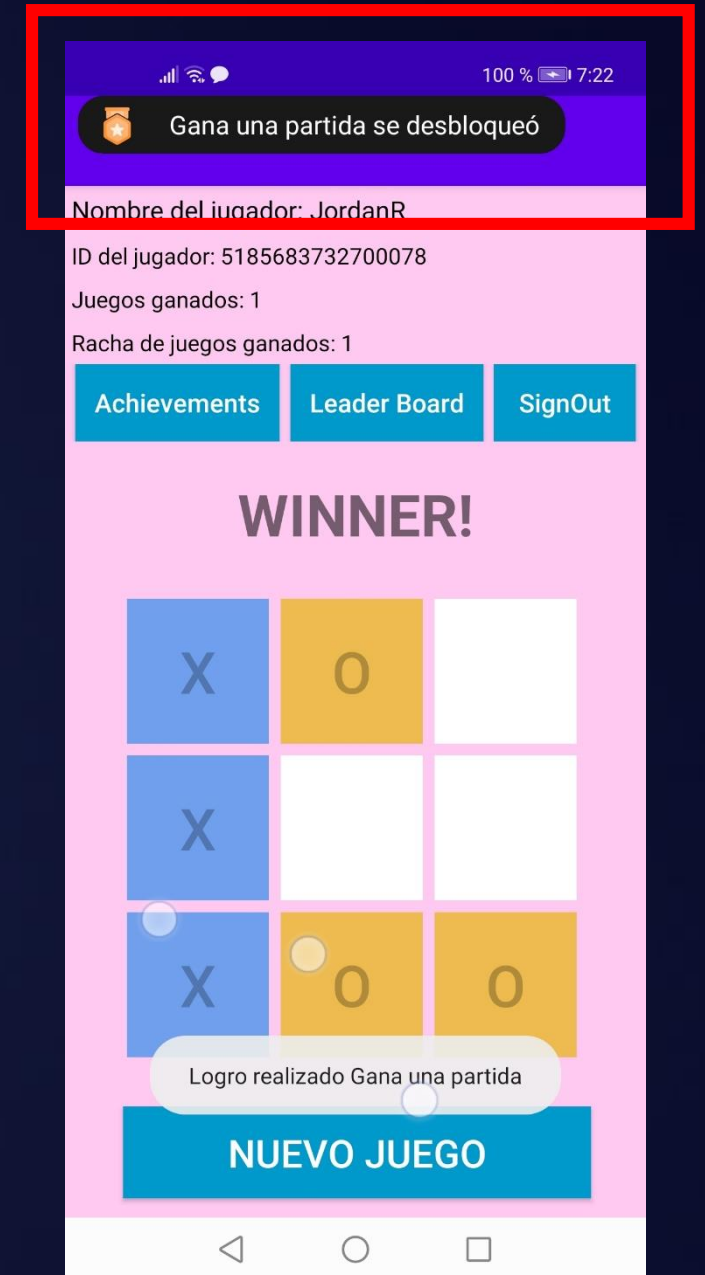 100 % 7:22
Gana una partida se desbloqueó
Nombre del jugador: JordanR
ID del jugador: 5185683732700078
Juegos ganados: 1
Racha de juegos ganados: 1
Achievements Leader Board SignOut
WINNER!
X O
X
X O O
Logro realizado Gana una partida
NUEVO JUEGO